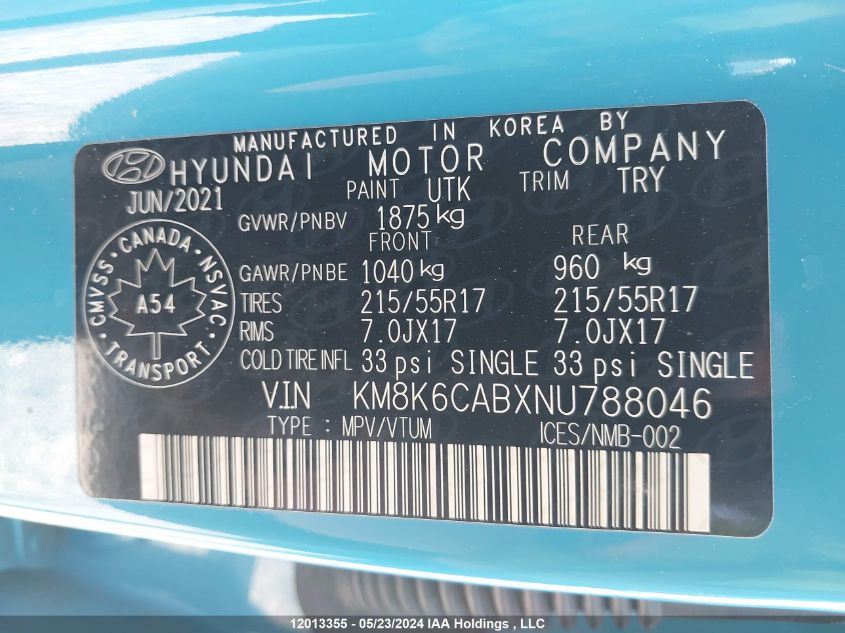 MANUFACTURED IN KOREA BY
HYUNDAI MOTOR COMPANY
JUN/2021 PAINT UTK TRIM TRY
GVWR/PNBV 1875 kg
FRONT REAR
GAWR/PNBE 1040 kg 960 kg
TIRES 215/55R17 215/55R17
RIMS 7.0JX17 7.0JX17
COLD TIRE INFL 33 psi SINGLE 33 psi SINGLE
V.I.N KM8K6CABXNU788046
TYPE : MPV/VTUM ICES/NMB-002
CMVSS · CANADA · NSVAC · TRANSPORT ·
A54
12013355 - 05/23/2024 IAA Holdings , LLC